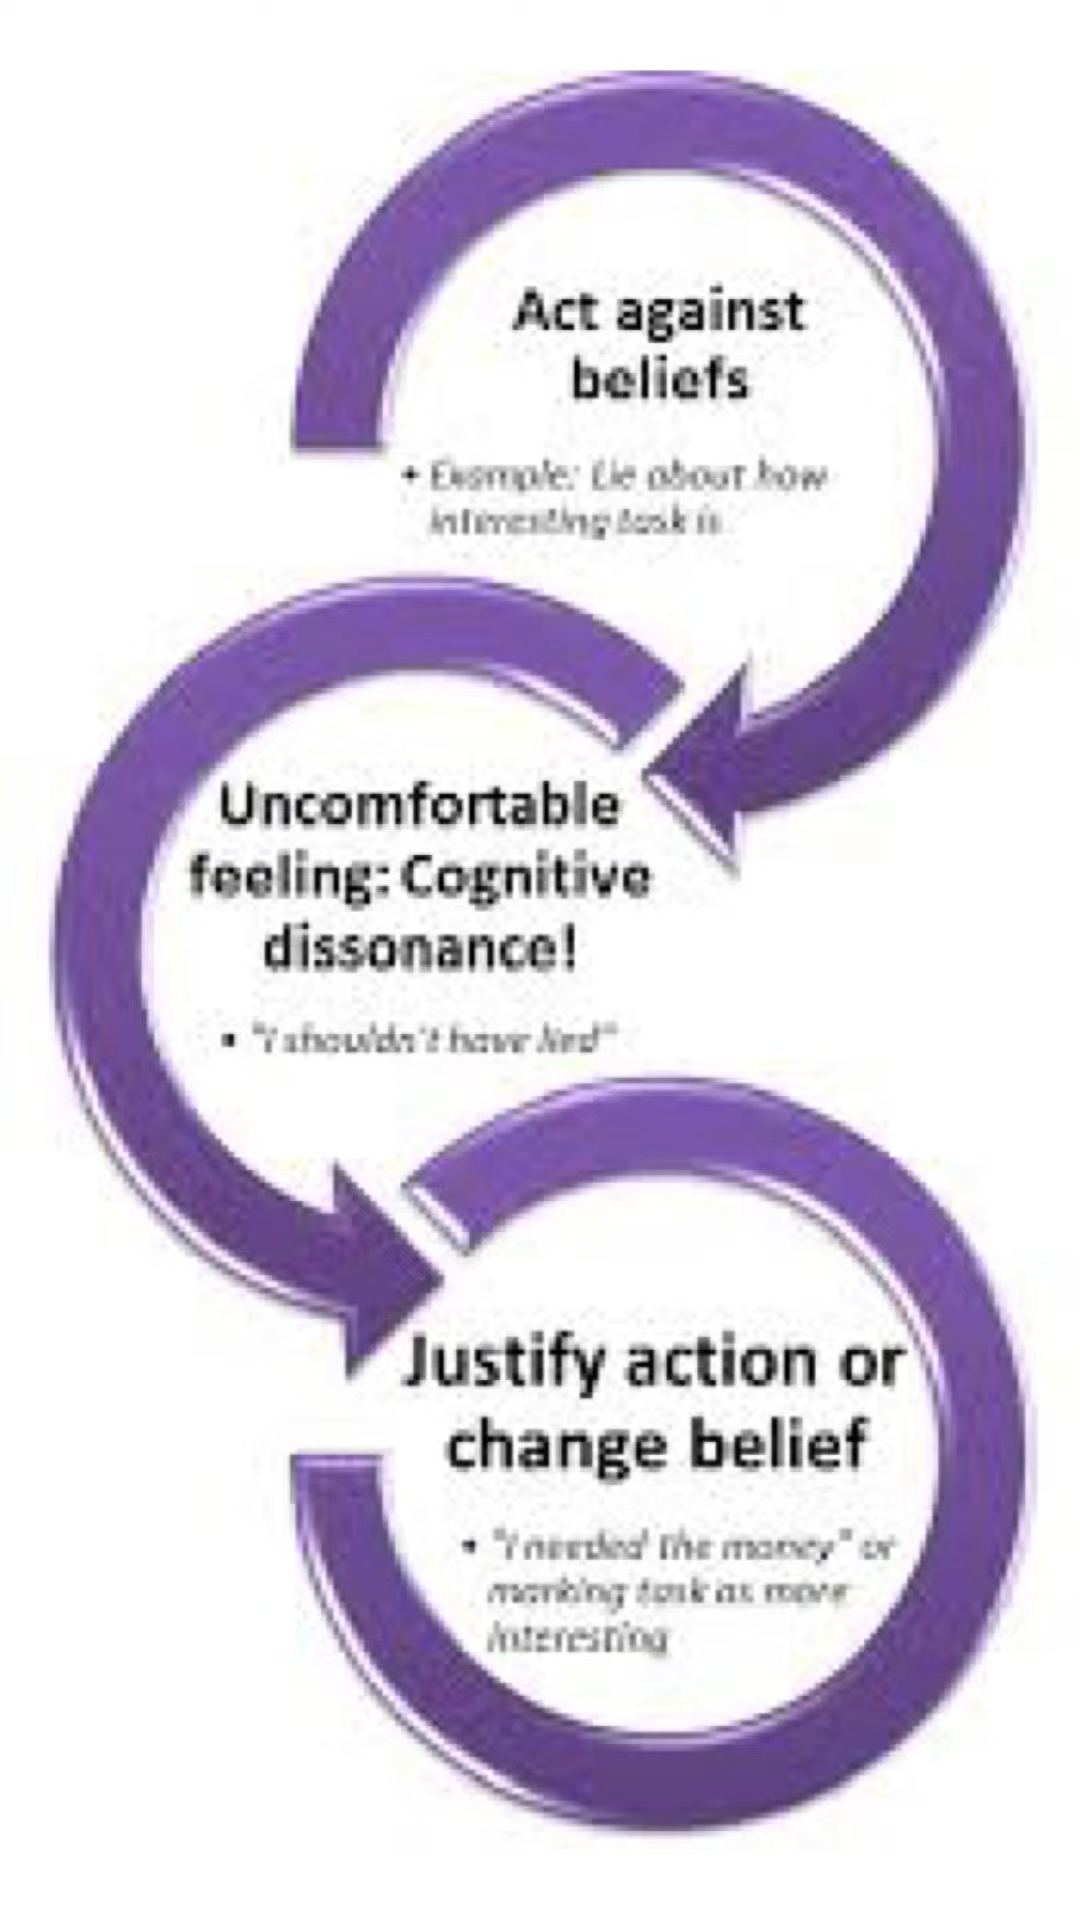 Act against
beliefs
• Example: Lie about how
interesting task is
Uncomfortable
feeling: Cognitive
dissonance!
• "I shouldn't have lied"
Justify action or
change belief
• "I needed the money" or
marking task as more
interesting